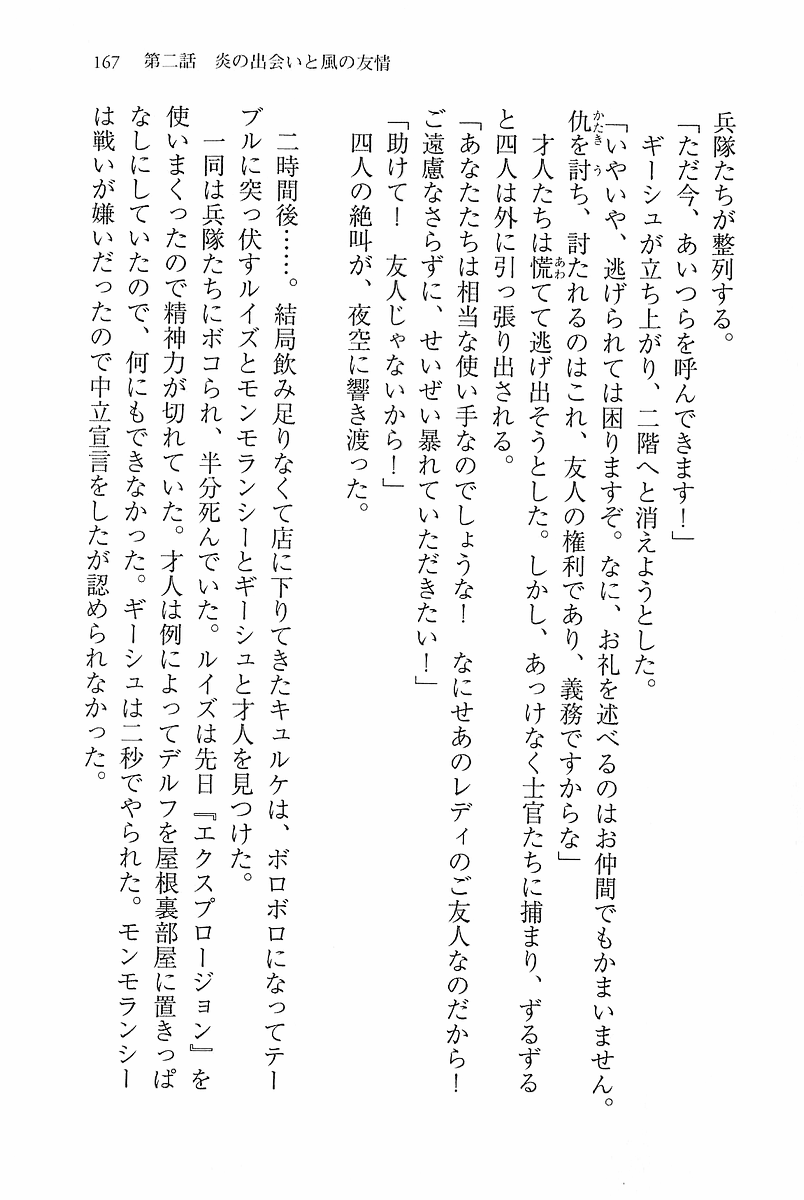 167　第二話　炎の出会いと風の友情
兵隊たちが整列する。
「ただ今、あいつらを呼んできます！」
ギーシュが立ち上がり、二階へと消えようとした。
「いやいや、逃げられては困りますぞ。なに、お礼を述べるのはお仲間でもかまいません。
仇を討ち、討たれるのはこれ、友人の権利であり、義務ですからな」
才人たちは慌てて逃げ出そうとした。しかし、あっけなく士官たちに捕まり、ずるずる
と四人は外に引っ張り出される。
「あなたたちは相当な使い手なのでしょうな！　なにせあのレディのご友人なのだから！
ご遠慮なさらずに、せいぜい暴れていただきたい！」
「助けて！　友人じゃないから！」
四人の絶叫が、夜空に響き渡った。
二時間後……。結局飲み足りなくて店に下りてきたキュルケは、ボロボロになってテー
ブルに突っ伏すルイズとモンモランシーとギーシュと才人を見つけた。
一同は兵隊たちにボコられ、半分死んでいた。ルイズは先日『エクスプロージョン』を
使いまくったので精神力が切れていた。才人は例によってデルフを屋根裏部屋に置きっぱ
なしにしていたので、何にもできなかった。ギーシュは二秒でやられた。モンモランシー
は戦いが嫌いだったので中立宣言をしたが認められなかった。